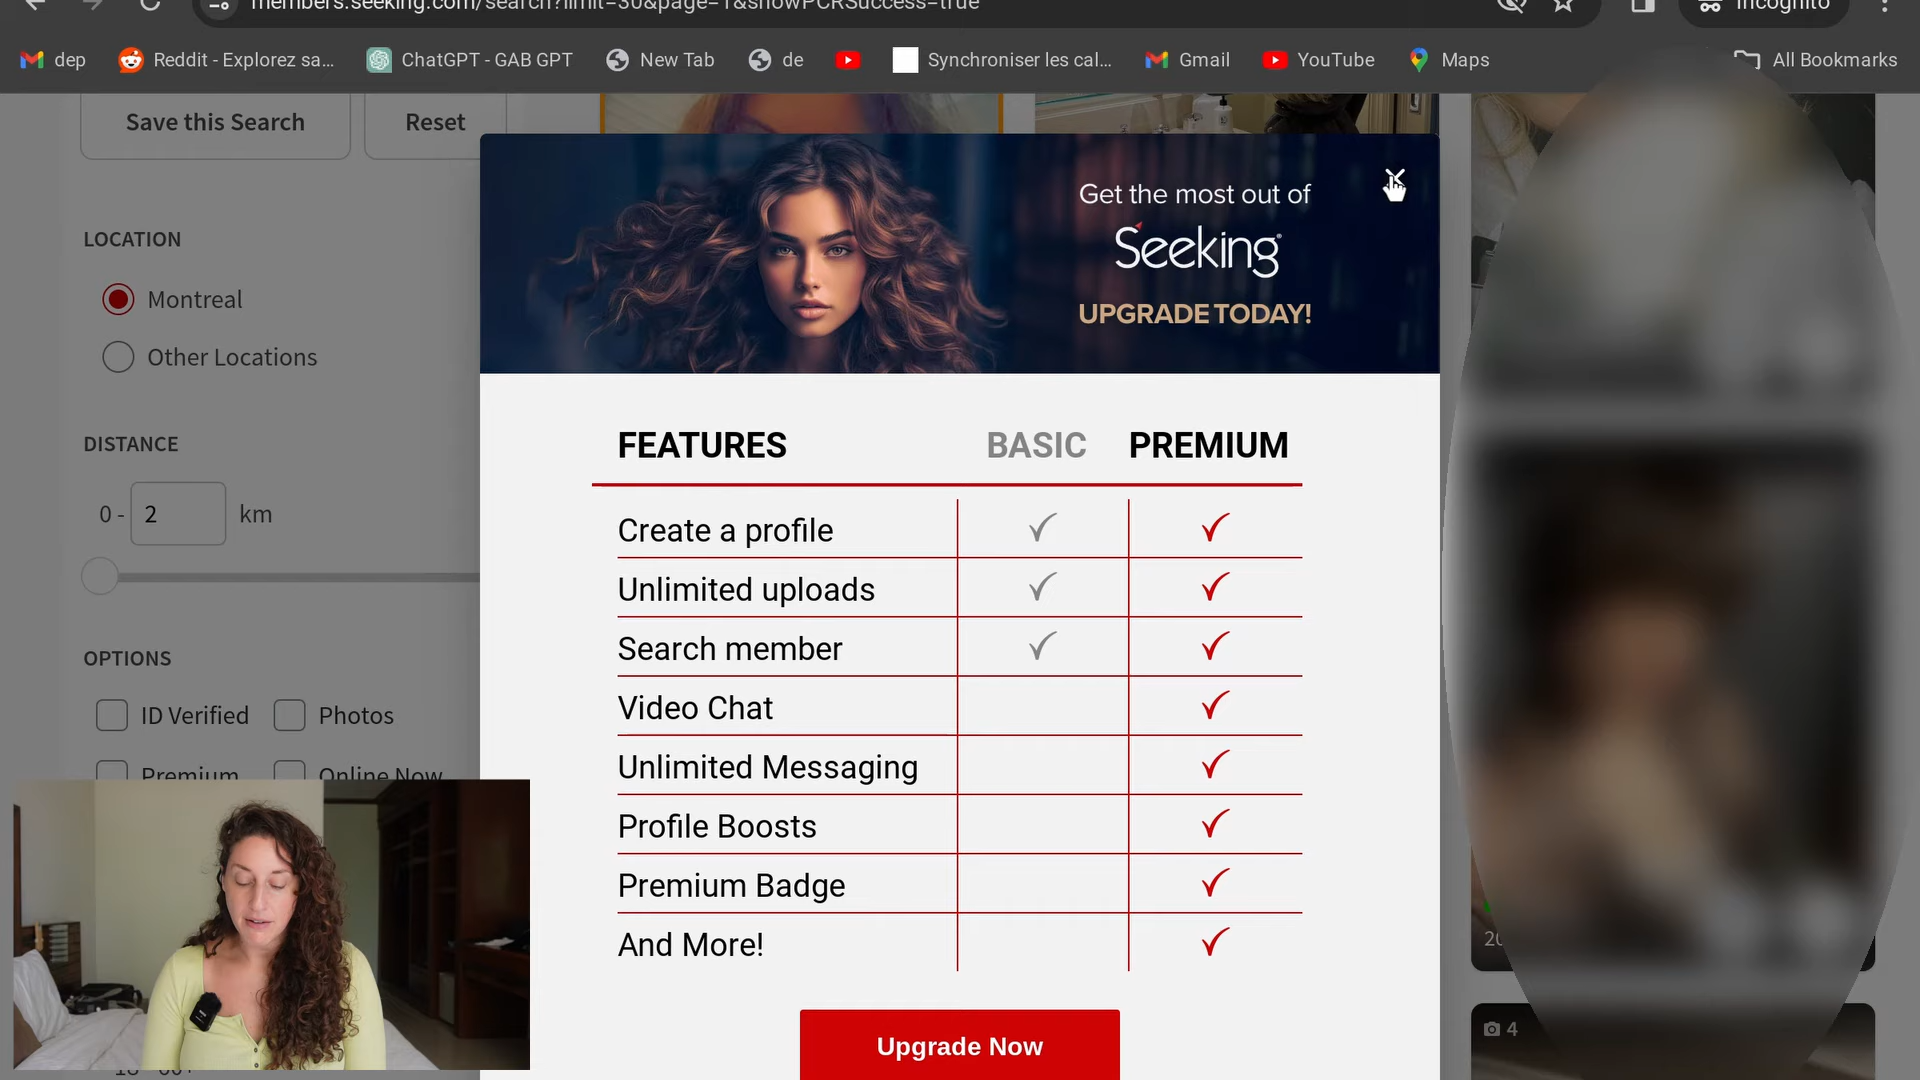 members.seeking.com/search?limit=30&page=1&showPCRSuccess=true
Incognito
dep
Reddit - Explorez sa...
ChatGPT - GAB GPT
New Tab
de
Synchroniser les cal...
Gmail
YouTube
Maps
All Bookmarks
Save this Search
Reset
LOCATION
Montreal
Other Locations
DISTANCE
0 - 2 km
OPTIONS
ID Verified
Photos
Premium
Online Now
Get the most out of
Seeking
UPGRADE TODAY!
FEATURES BASIC PREMIUM
Create a profile
Unlimited uploads
Search member
Video Chat
Unlimited Messaging
Profile Boosts
Premium Badge
And More!
Upgrade Now
4